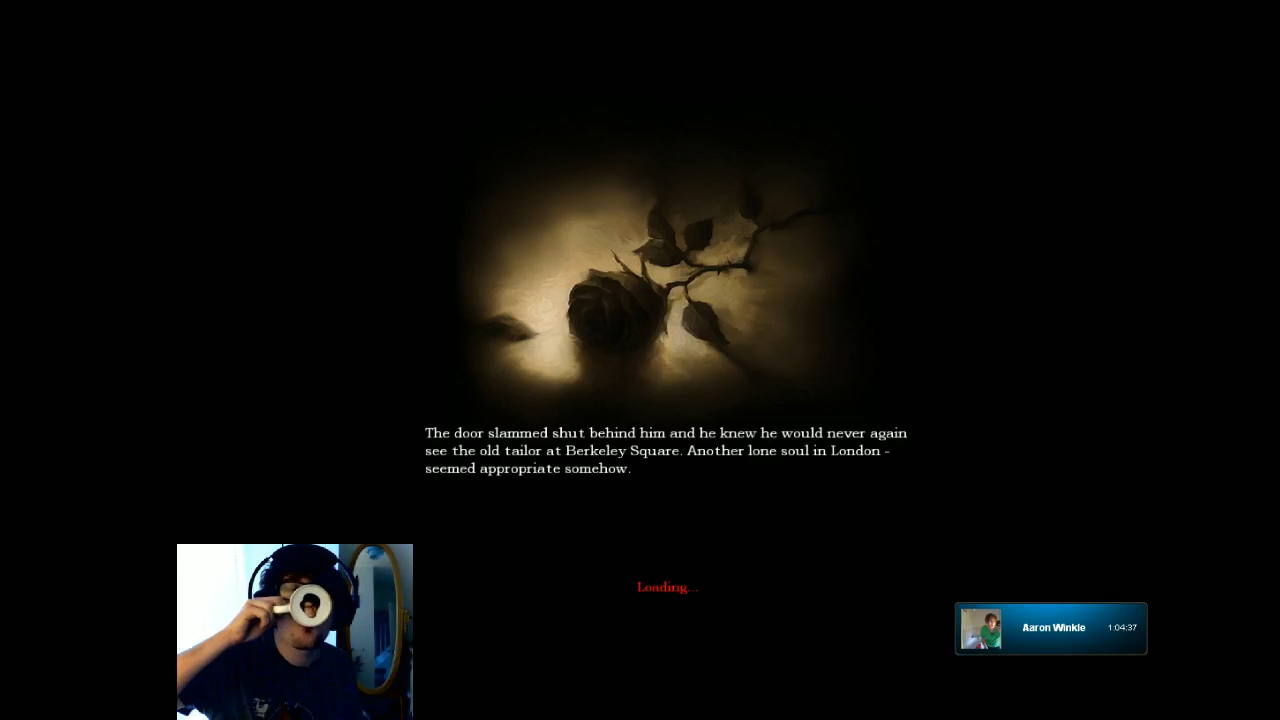 The door slammed shut behind him and he knew he would never again
see the old tailor at Berkeley Square. Another lone soul in London -
seemed appropriate somehow.
Loading...
Aaron Winkle 1:04:37